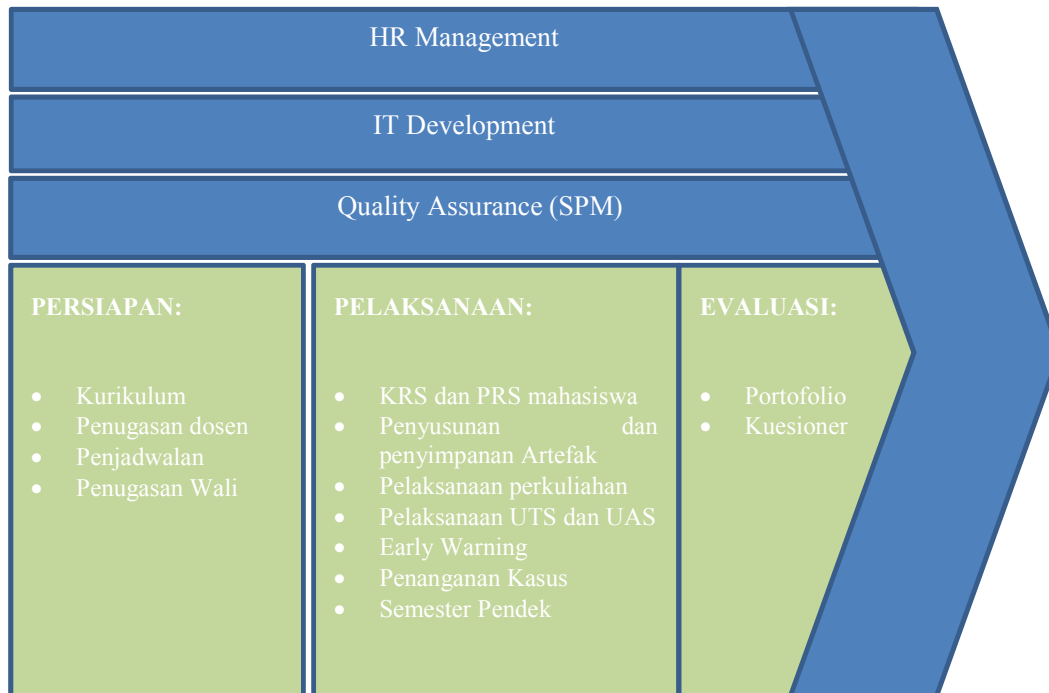 HR Management
IT Development
Quality Assurance (SPM)
PERSIAPAN:
• Kurikulum
• Penugasan dosen
• Penjadwalan
• Penugasan Wali
PELAKSANAAN:
• KRS dan PRS mahasiswa
• Penyusunan dan
penyimpanan Artefak
• Pelaksanaan perkuliahan
• Pelaksanaan UTS dan UAS
• Early Warning
• Penanganan Kasus
• Semester Pendek
EVALUASI:
• Portofolio
• Kuesioner